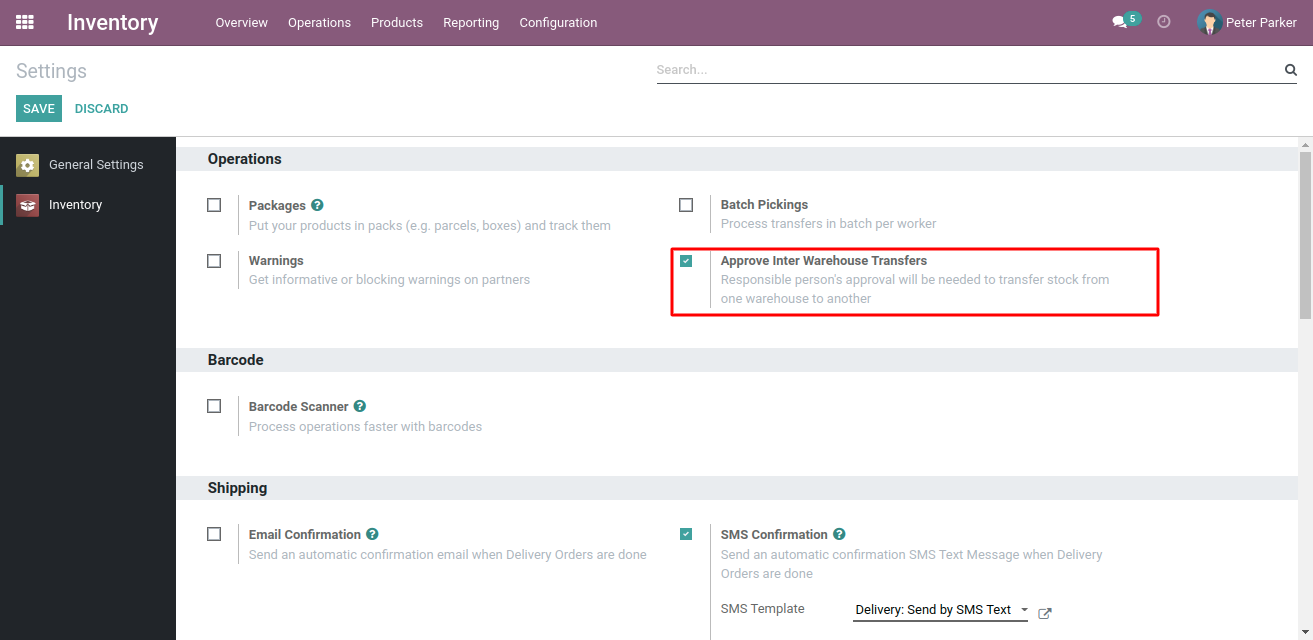 Inventory Overview Operations Products Reporting Configuration 5 Peter Parker
Settings Search...
SAVE DISCARD
General Settings
Inventory
Operations
Packages ?
Put your products in packs (e.g. parcels, boxes) and track them
Batch Pickings
Process transfers in batch per worker
Warnings
Get informative or blocking warnings on partners
Approve Inter Warehouse Transfers
Responsible person's approval will be needed to transfer stock from
one warehouse to another
Barcode
Barcode Scanner ?
Process operations faster with barcodes
Shipping
Email Confirmation ?
Send an automatic confirmation email when Delivery Orders are done
SMS Confirmation ?
Send an automatic confirmation SMS Text Message when Delivery
Orders are done
SMS Template Delivery: Send by SMS Text